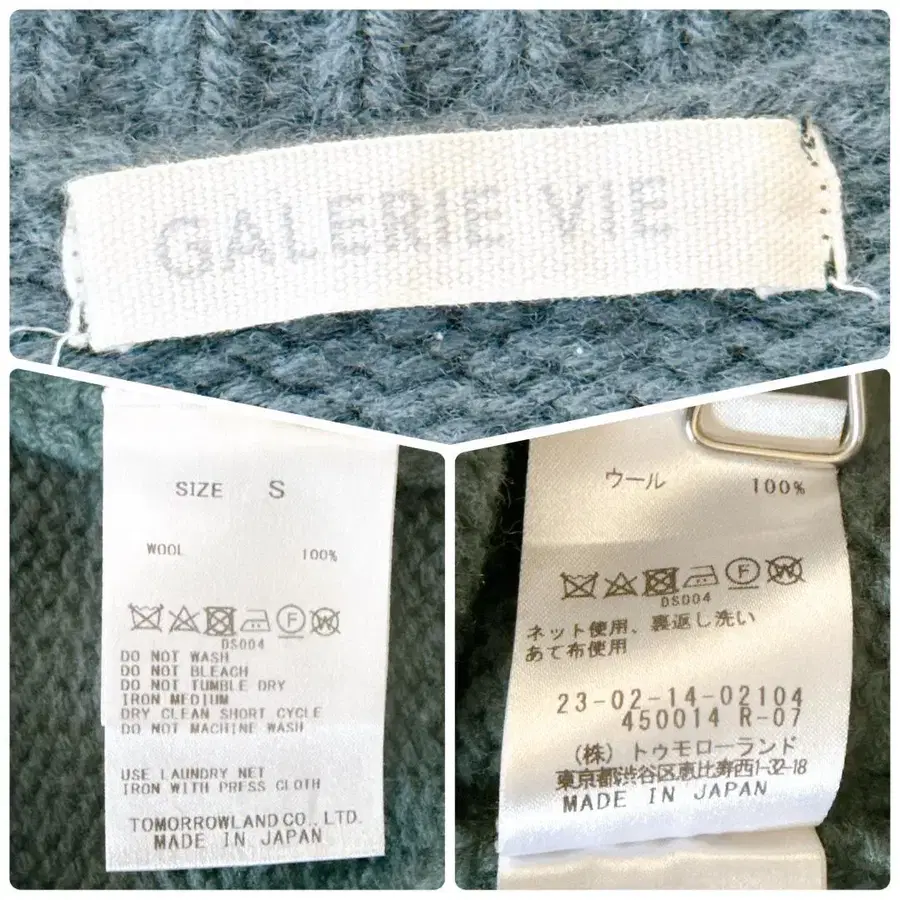 GALERIE VIE
SIZE S
WOOL 100%
DS004
DO NOT WASH
DO NOT BLEACH
DO NOT TUMBLE DRY
IRON MEDIUM
DRY CLEAN SHORT CYCLE
DO NOT MACHINE WASH
USE LAUNDRY NET
IRON WITH PRESS CLOTH
TOMORROWLAND CO., LTD.
MADE IN JAPAN
ウール 100%
F W
DS004
ネット使用、裏返し洗い
あて布使用
23-02-14-02104
450014 R-07
(株) トゥモローランド
東京都渋谷区恵比寿西1-32-18
MADE IN JAPAN